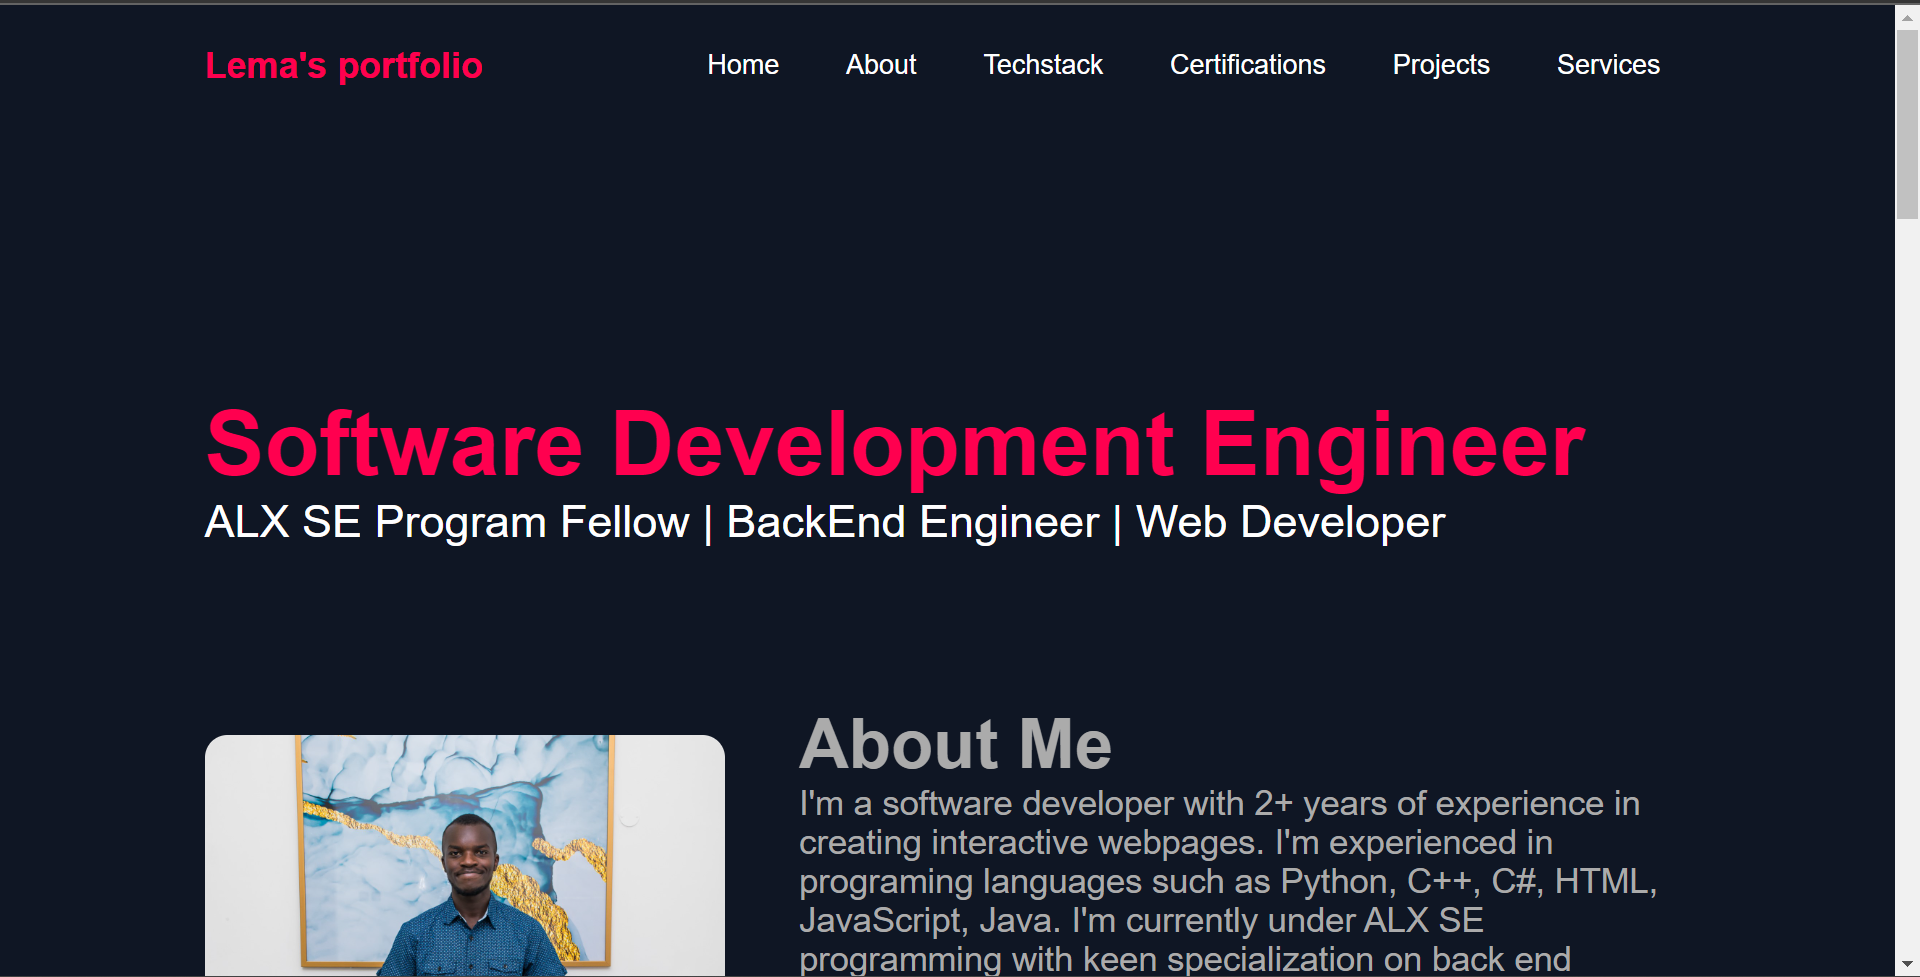 Lema's portfolio
Home About Techstack Certifications Projects Services
Software Development Engineer
ALX SE Program Fellow | BackEnd Engineer | Web Developer
About Me
I'm a software developer with 2+ years of experience in
creating interactive webpages. I'm experienced in
programing languages such as Python, C++, C#, HTML,
JavaScript, Java. I'm currently under ALX SE
programming with keen specialization on back end